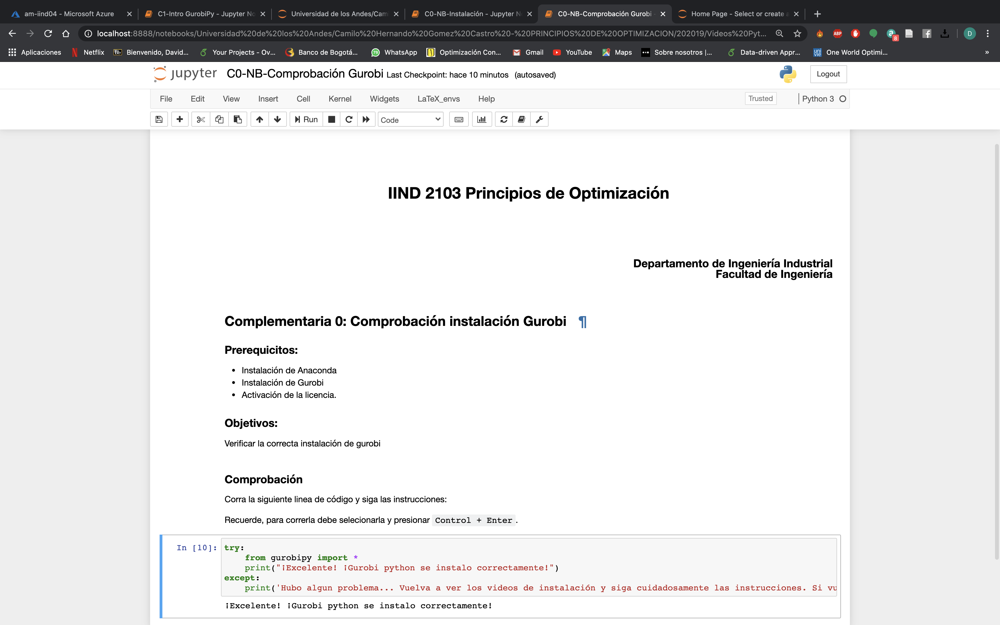 am-iind04 - Microsoft Azure
C1-Intro GurobiPy - Jupyter No
Universidad de los Andes/Cami
C0-NB-Instalación - Jupyter N
C0-NB-Comprobación Gurobi -
Home Page - Select or create a
localhost:8888/notebooks/Universidad%20de%20los%20Andes/Camilo%20Hernando%20Gomez%20Castro%20-%20PRINCIPIOS%20DE%20OPTIMIZACION/202019/Videos%20Pyt...
ABP
8
D
Aplicaciones
Netflix
Bb Bienvenido, David...
Your Projects - Ov...
Banco de Bogotá...
79 WhatsApp
Optimización Con...
Gmail
YouTube
Maps
Sobre nosotros |...
Data-driven Appr...
uni vie One World Optimi...
»
jupyter C0-NB-Comprobación Gurobi Last Checkpoint: hace 10 minutos (autosaved)
Logout
File Edit View Insert Cell Kernel Widgets LaTeX_envs Help
Trusted
Python 3
Run
Code
IIND 2103 Principios de Optimización
Departamento de Ingeniería Industrial
Facultad de Ingeniería
Complementaria 0: Comprobación instalación Gurobi ¶
Prerequicitos:
• Instalación de Anaconda
• Instalación de Gurobi
• Activación de la licencia.
Objetivos:
Verificar la correcta instalación de gurobi
Comprobación
Corra la siguiente linea de código y siga las instrucciones:
Recuerde, para correrla debe selecionarla y presionar Control + Enter .
In [10]: try:
from gurobipy import *
print("¡Excelente! ¡Gurobi python se instalo correctamente!")
except:
print('Hubo algun problema... Vuelva a ver los videos de instalación y siga cuidadosamente las instrucciones. Si vu
¡Excelente! ¡Gurobi python se instalo correctamente!